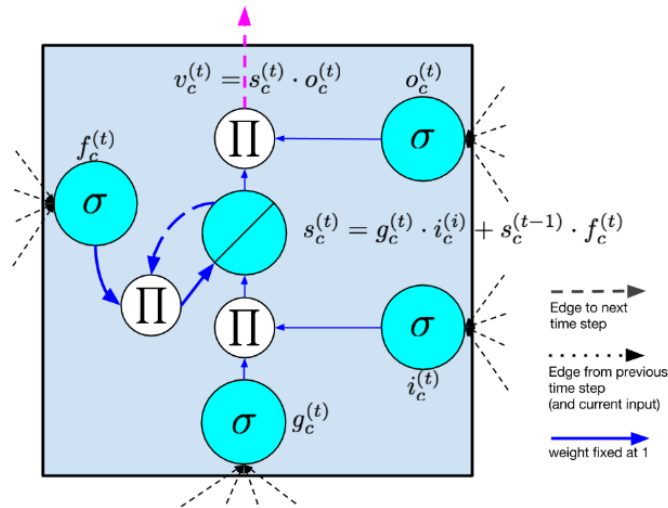 v_c^{(t)} = s_c^{(t)} · o_c^{(t)}
o_c^{(t)}
f_c^{(t)}
∏
σ
σ
s_c^{(t)} = g_c^{(t)} · i_c^{(i)} + s_c^{(t−1)} · f_c^{(t)}
∏
∏
σ
i_c^{(t)}
σ
g_c^{(t)}
Edge to next
time step
Edge from previous
time step
(and current input)
weight fixed at 1